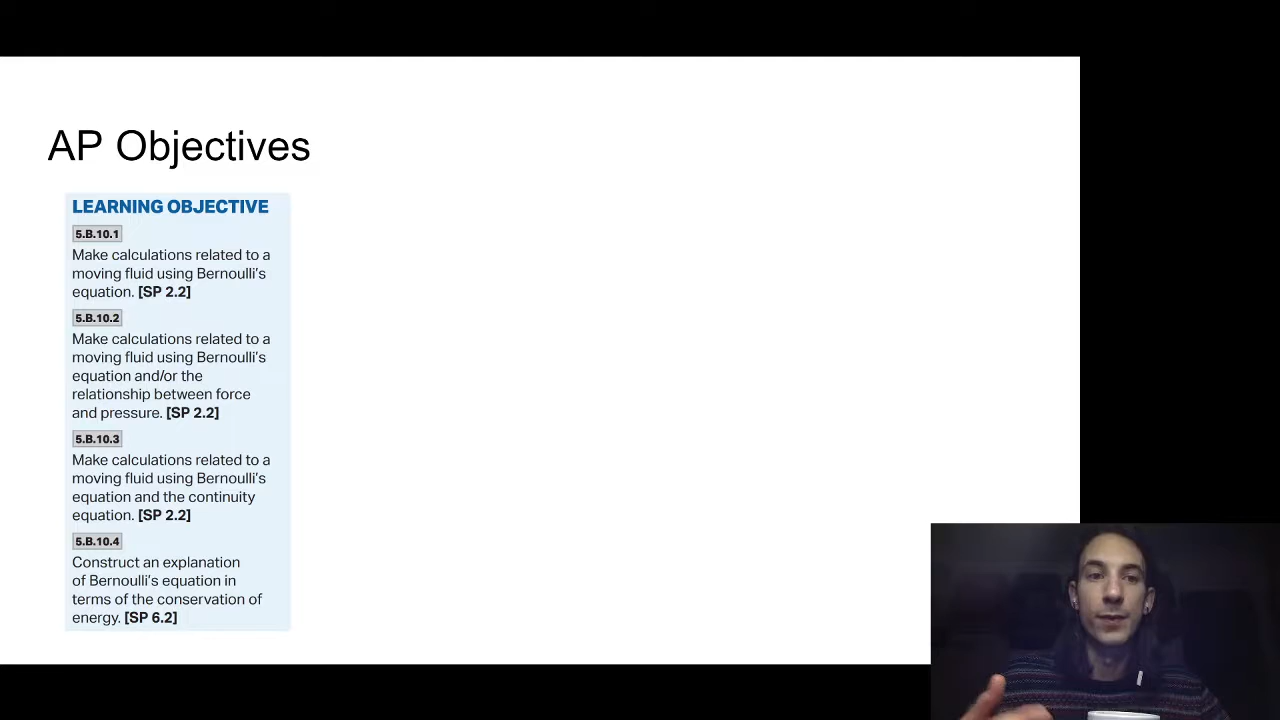 AP Objectives
LEARNING OBJECTIVE
5.B.10.1
Make calculations related to a
moving fluid using Bernoulli's
equation. [SP 2.2]
5.B.10.2
Make calculations related to a
moving fluid using Bernoulli's
equation and/or the
relationship between force
and pressure. [SP 2.2]
5.B.10.3
Make calculations related to a
moving fluid using Bernoulli's
equation and the continuity
equation. [SP 2.2]
5.B.10.4
Construct an explanation
of Bernoulli's equation in
terms of the conservation of
energy. [SP 6.2]